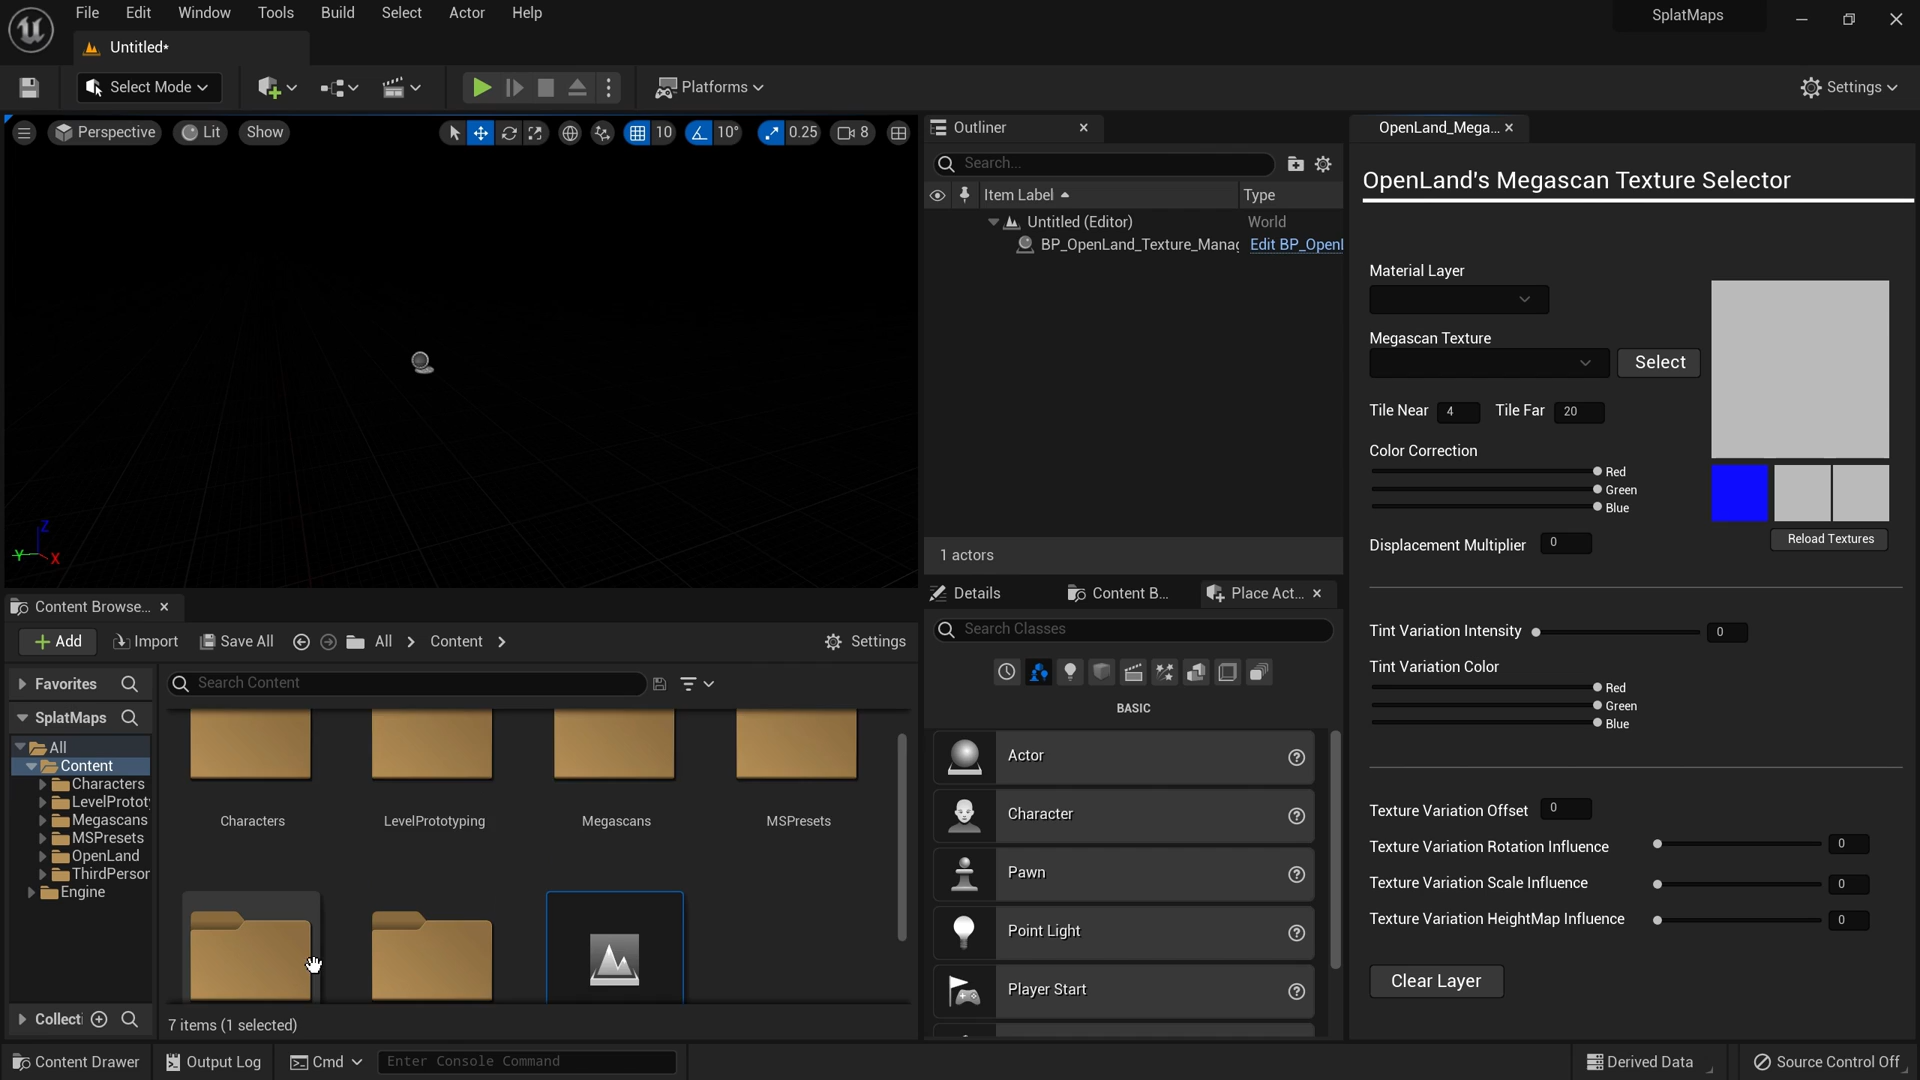 File Edit Window Tools Build Select Actor Help
SplatMaps
Untitled*
Select Mode
Platforms
Settings
Perspective Lit Show 10 10° 0.25 8
Outliner
Search...
Item Label Type
Untitled (Editor) World
BP_OpenLand_Texture_Manag Edit BP_Openl
1 actors
OpenLand_Mega...
OpenLand's Megascan Texture Selector
Material Layer
Megascan Texture
Select
Tile Near 4 Tile Far 20
Color Correction
Red
Green
Blue
Displacement Multiplier 0
Reload Textures
Tint Variation Intensity 0
Tint Variation Color
Red
Green
Blue
Texture Variation Offset 0
Texture Variation Rotation Influence 0
Texture Variation Scale Influence 0
Texture Variation HeightMap Influence 0
Clear Layer
Content Browse...
Add Import Save All All Content Settings
Favorites
Search Content
SplatMaps
All
Content
Characters
LevelPrototy
Megascans
MSPresets
OpenLand
ThirdPerson
Engine
Collecti
Characters LevelPrototyping Megascans MSPresets
7 items (1 selected)
Details Content B... Place Act...
Search Classes
BASIC
Actor
Character
Pawn
Point Light
Player Start
Content Drawer Output Log Cmd Enter Console Command Derived Data Source Control Off